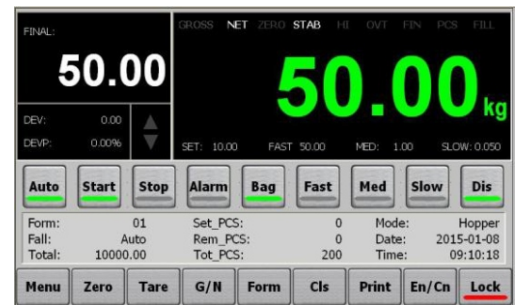 FINAL:
50.00
DEV: 0.00
DEVP: 0.00%
GROSS NET ZERO STAB HI OVT FIN PCS FILL
50.00 kg
SET: 10.00 FAST 50.00 MED: 1.00 SLOW: 0.050
Auto Start Stop Alarm Bag Fast Med Slow Dis
Form: 01 Set_PCS: 0 Mode: Hopper
Fall: Auto Rem_PCS: 0 Date: 2015-01-08
Total: 10000.00 Tot_PCS: 200 Time: 09:10:18
Menu Zero Tare G/N Form Cls Print En/Cn Lock